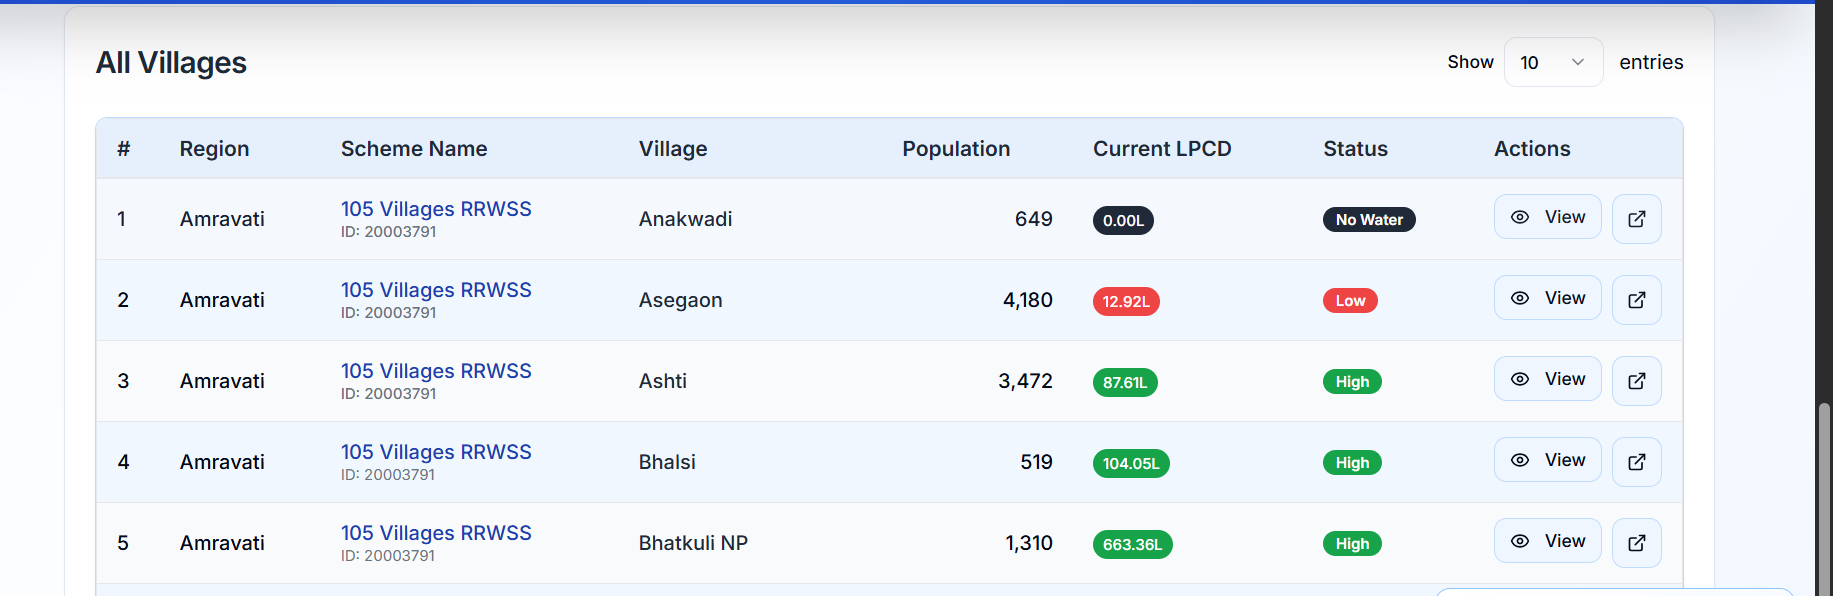 All Villages
Show 10 entries
# Region Scheme Name Village Population Current LPCD Status Actions
1 Amravati 105 Villages RRWSS Anakwadi 649 0.00L No Water View
ID: 20003791
2 Amravati 105 Villages RRWSS Asegaon 4,180 12.92L Low View
ID: 20003791
3 Amravati 105 Villages RRWSS Ashti 3,472 87.61L High View
ID: 20003791
4 Amravati 105 Villages RRWSS Bhalsi 519 104.05L High View
ID: 20003791
5 Amravati 105 Villages RRWSS Bhatkuli NP 1,310 663.36L High View
ID: 20003791